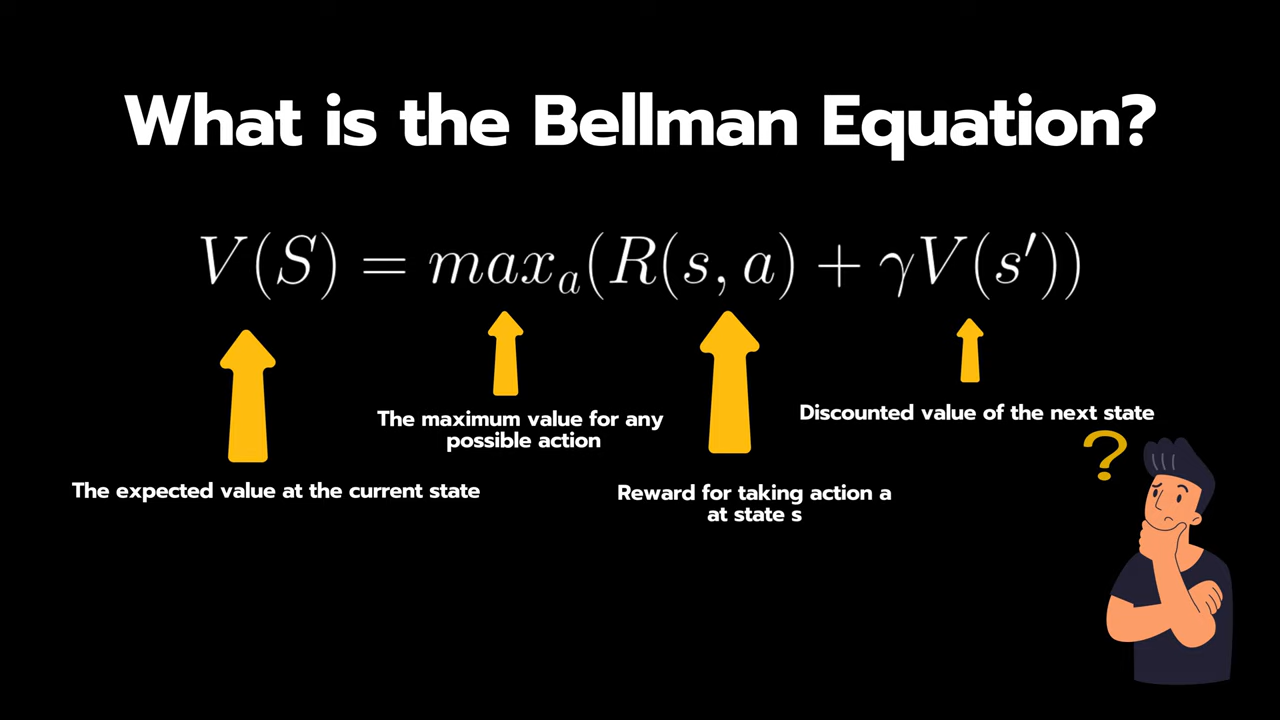 What is the Bellman Equation?
V(S) = maxₐ(R(s, a) + γV(s′))
The maximum value for any
possible action
Discounted value of the next state
?
The expected value at the current state
Reward for taking action a
at state s